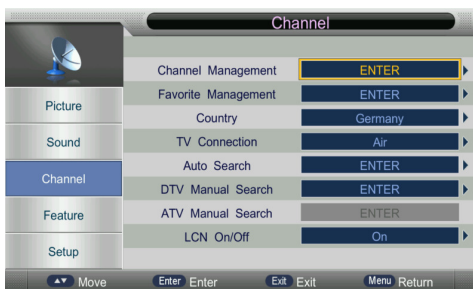 Channel
Channel Management ENTER
Favorite Management ENTER
Country Germany
TV Connection Air
Auto Search ENTER
DTV Manual Search ENTER
ATV Manual Search ENTER
LCN On/Off On
Picture
Sound
Channel
Feature
Setup
▲▼ Move Enter Enter Exit Exit Menu Return